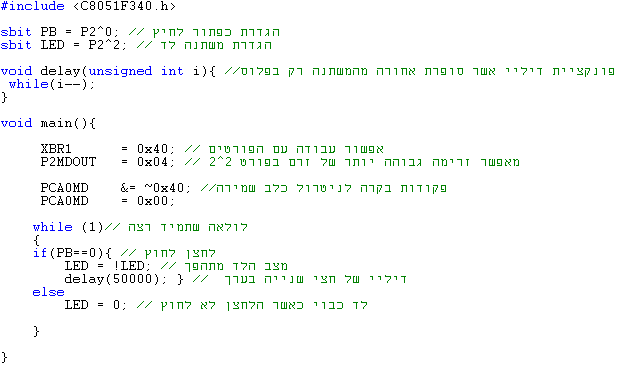 #include <C8051F340.h>
sbit PB = P2^0; // הגדרת כפתור לחיץ
sbit LED = P2^2; // הגדרת משתנה לד
void delay(unsigned int i){ //פונקציית דיליי אשר סופרת אחורה מהמשתנה רק בפלוס
while(i--);
}
void main(){
XBR1 = 0x40; // אפשור עבודה עם הפורטים
P2MDOUT = 0x04; // מאפשר זרימה גבוהה יותר של זרם בפורט 2^2
PCA0MD &= ~0x40; //פקודות בקרה לניטרול כלב שמירה
PCA0MD = 0x00;
while (1)// לולאה שתמיד רצה
{
if(PB==0){ // לחצן לחוץ
LED = !LED; // מצב הלד מתהפך
delay(50000); } // דיליי של חצי שנייה בערך
else
LED = 0; // לד כבוי כאשר הלחצן לא לחוץ
}
}